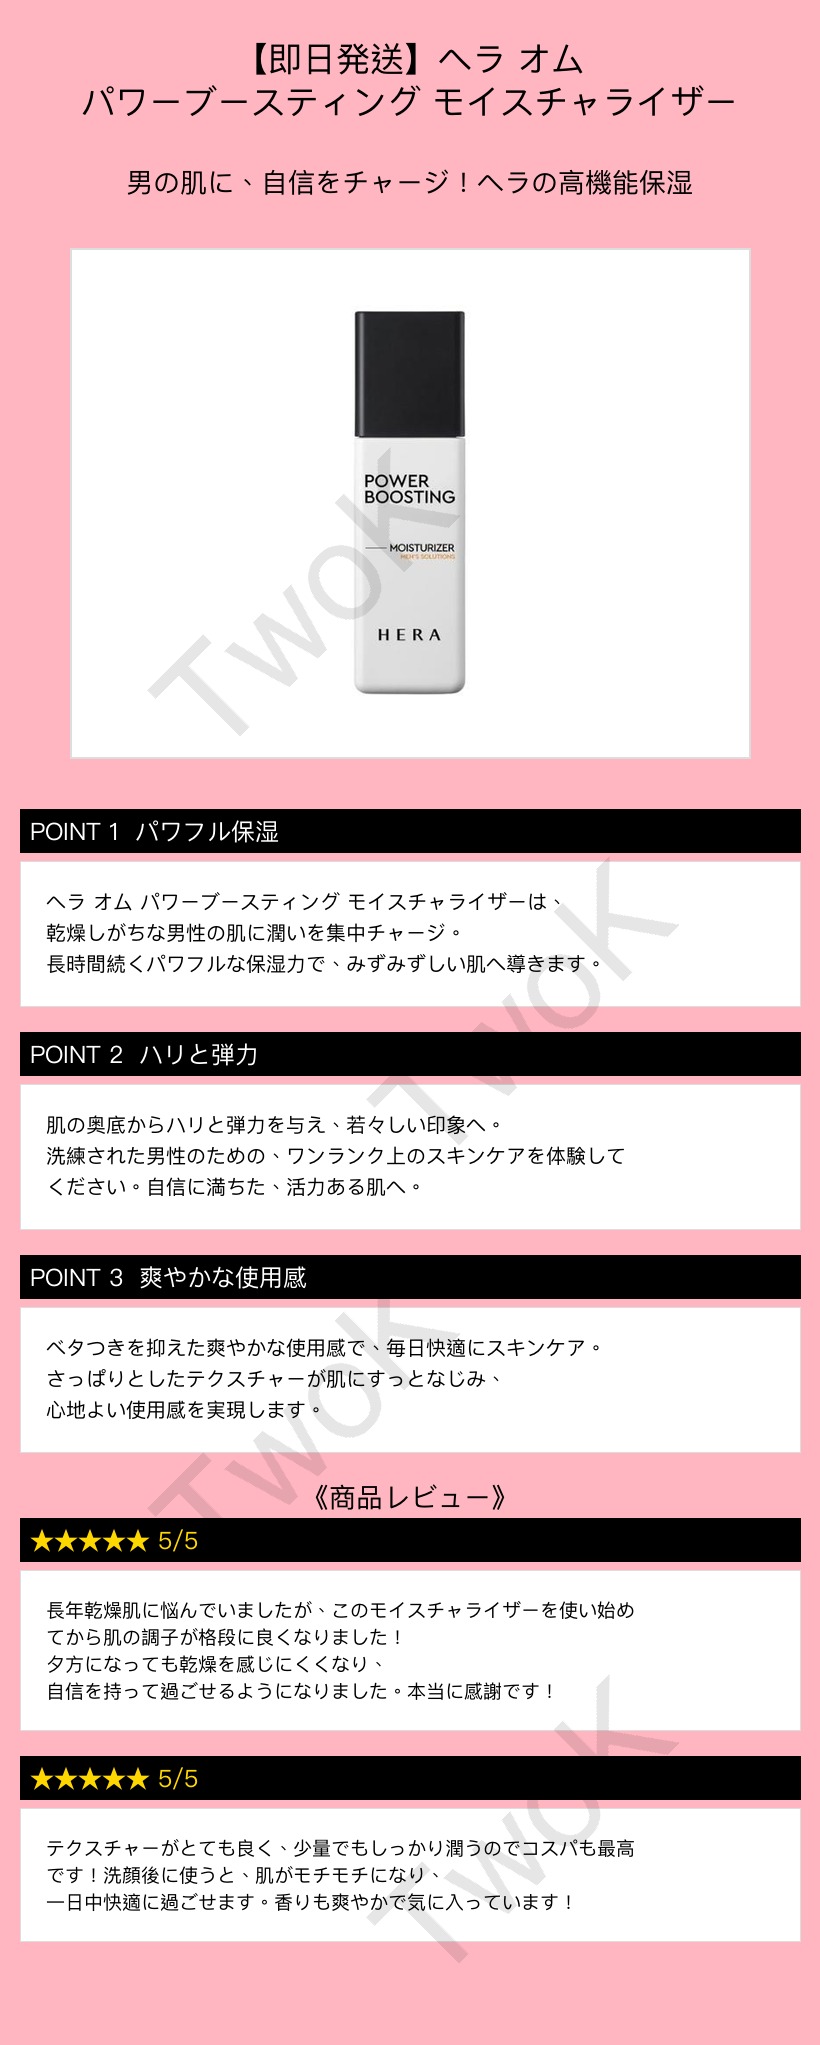 【即日発送】ヘラ オム
パワーブースティング モイスチャライザー
男の肌に、自信をチャージ！ヘラの高機能保湿
POWER
BOOSTING
MOISTURIZER
MEN'S SOLUTIONS
HERA
TwoK
POINT 1 パワフル保湿
ヘラ オム パワーブースティング モイスチャライザーは、
乾燥しがちな男性の肌に潤いを集中チャージ。
長時間続くパワフルな保湿力で、みずみずしい肌へ導きます。
TwoK
POINT 2 ハリと弾力
肌の奥底からハリと弾力を与え、若々しい印象へ。
洗練された男性のための、ワンランク上のスキンケアを体験して
ください。自信に満ちた、活力ある肌へ。
POINT 3 爽やかな使用感
ベタつきを抑えた爽やかな使用感で、毎日快適にスキンケア。
さっぱりとしたテクスチャーが肌にすっとなじみ、
心地よい使用感を実現します。
TwoK
《商品レビュー》
★★★★★ 5/5
長年乾燥肌に悩んでいましたが、このモイスチャライザーを使い始め
てから肌の調子が格段に良くなりました！
夕方になっても乾燥を感じにくくなり、
自信を持って過ごせるようになりました。本当に感謝です！
★★★★★ 5/5
テクスチャーがとても良く、少量でもしっかり潤うのでコスパも最高
です！洗顔後に使うと、肌がモチモチになり、
一日中快適に過ごせます。香りも爽やかで気に入っています！
TwoK